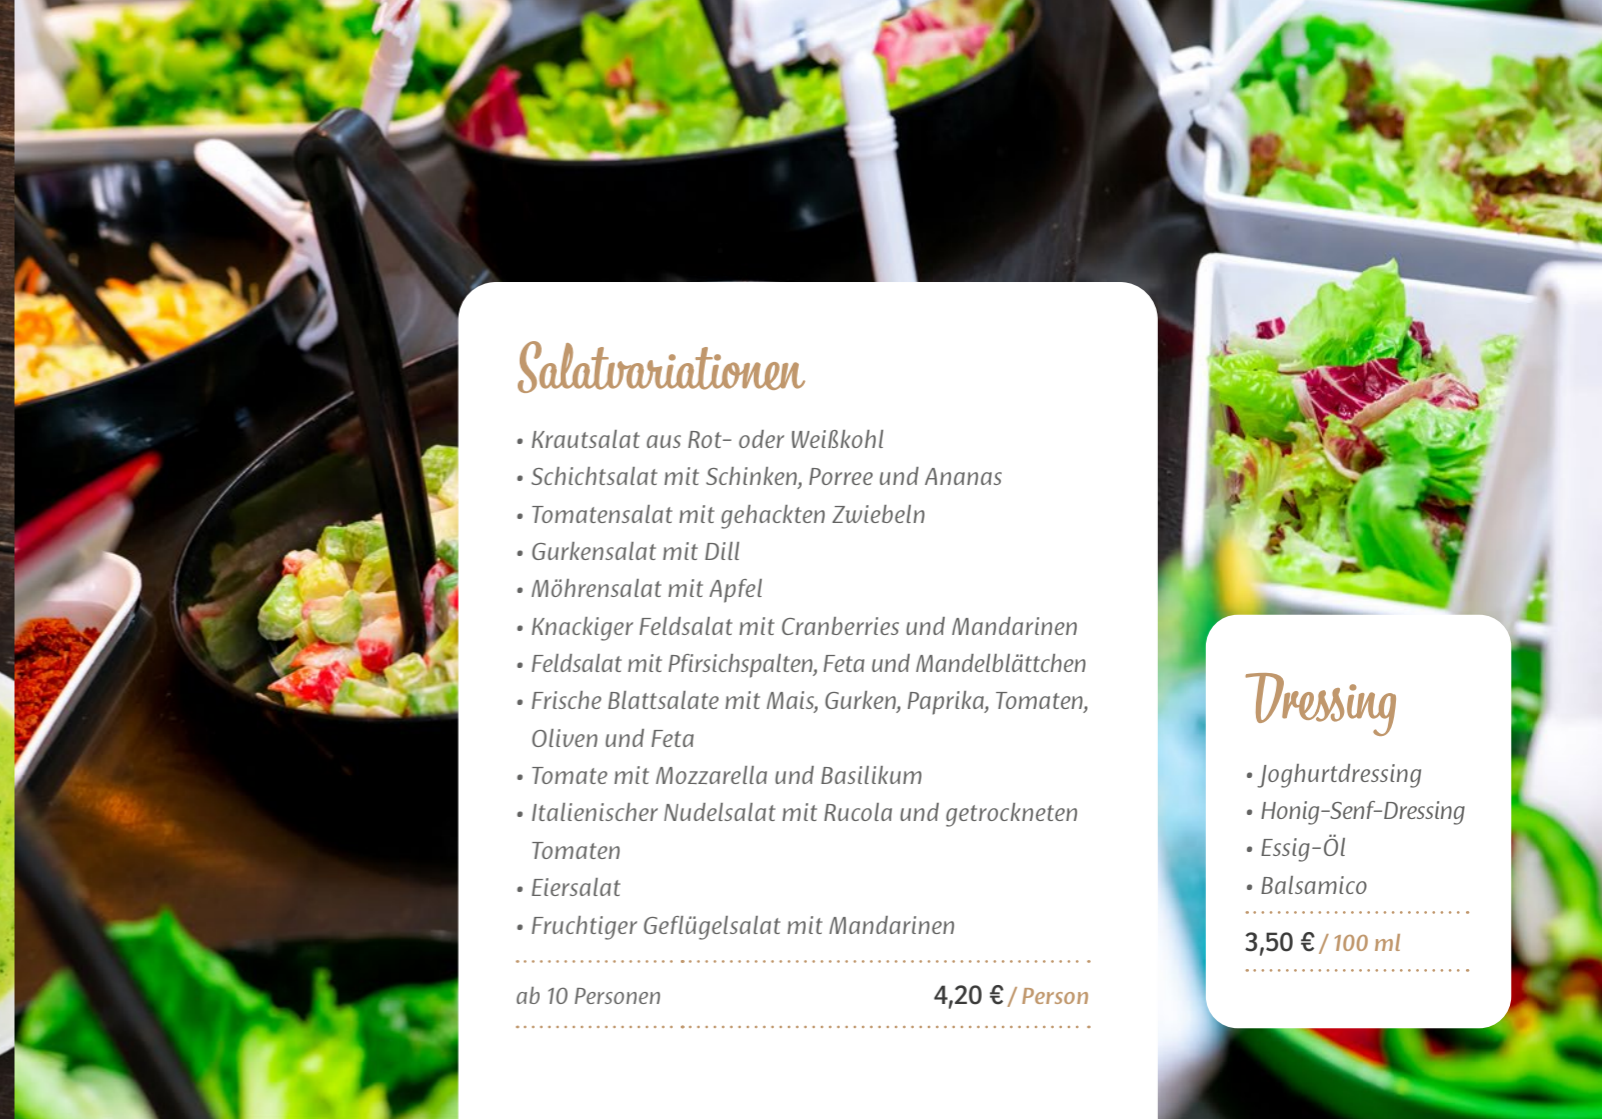 Salatvariationen
• Krautsalat aus Rot- oder Weißkohl
• Schichtsalat mit Schinken, Porree und Ananas
• Tomatensalat mit gehackten Zwiebeln
• Gurkensalat mit Dill
• Möhrensalat mit Apfel
• Knackiger Feldsalat mit Cranberries und Mandarinen
• Feldsalat mit Pfirsichspalten, Feta und Mandelblättchen
• Frische Blattsalate mit Mais, Gurken, Paprika, Tomaten,
Oliven und Feta
• Tomate mit Mozzarella und Basilikum
• Italienischer Nudelsalat mit Rucola und getrockneten
Tomaten
• Eiersalat
• Fruchtiger Geflügelsalat mit Mandarinen
ab 10 Personen 4,20 € / Person
Dressing
• Joghurtdressing
• Honig-Senf-Dressing
• Essig-Öl
• Balsamico
3,50 € / 100 ml